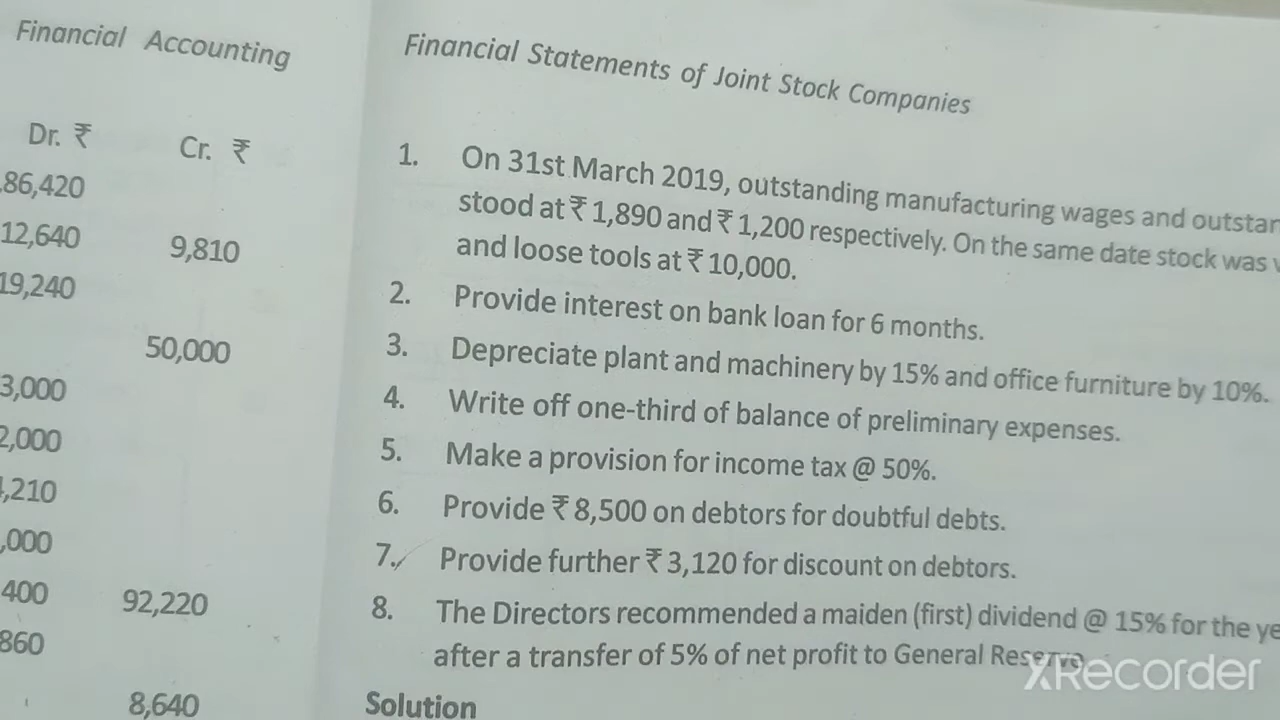 Financial Accounting
Dr. ₹ Cr. ₹
86,420
12,640 9,810
19,240
50,000
3,000
2,000
,210
,000
400 92,220
860
8,640
Financial Statements of Joint Stock Companies
1. On 31st March 2019, outstanding manufacturing wages and
stood at ₹ 1,890 and ₹ 1,200 respectively. On the same date stock was
and loose tools at ₹ 10,000.
2. Provide interest on bank loan for 6 months.
3. Depreciate plant and machinery by 15% and office furniture by 10%.
4. Write off one-third of balance of preliminary expenses.
5. Make a provision for income tax @ 50%.
6. Provide ₹ 8,500 on debtors for doubtful debts.
7. Provide further ₹ 3,120 for discount on debtors.
8. The Directors recommended a maiden (first) dividend @ 15% for the
after a transfer of 5% of net profit to General Reserve
Solution
XRecorder